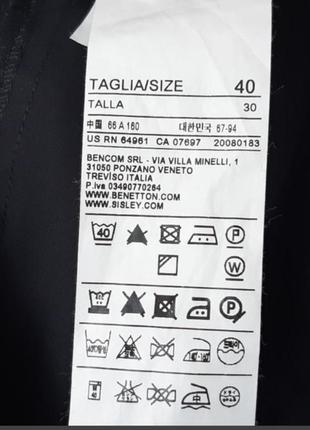 TAGLIA/SIZE 40
TALLA 30
中国 66 A 160 대한민국 67-94
US RN 64961 CA 07697 20080183
BENCOM SRL - VIA VILLA MINELLI, 1
31050 PONZANO VENETO
TREVISO ITALIA
P.iva 03490770264
WWW.BENETTON.COM
WWW.SISLEY.COM
40 P
W
P
40